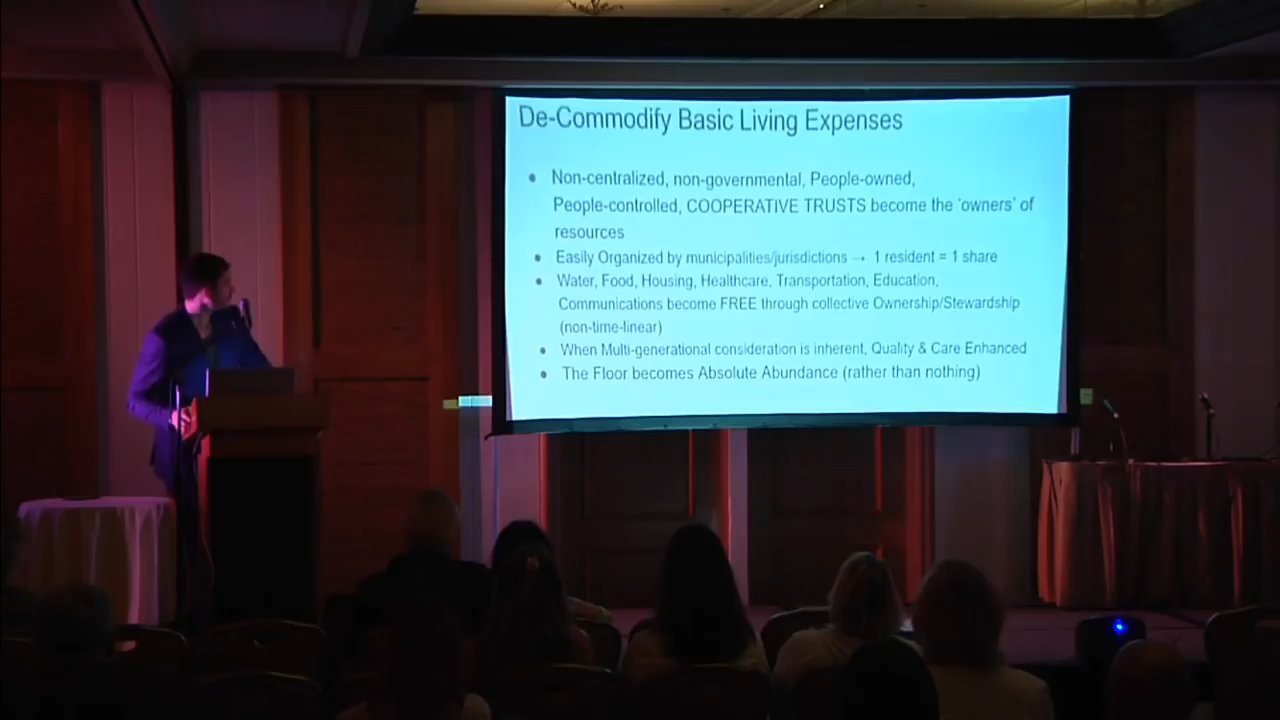 De-Commodify Basic Living Expenses
• Non-centralized, non-governmental, People-owned,
People-controlled, COOPERATIVE TRUSTS become the 'owners' of
resources
• Easily Organized by municipalities/jurisdictions → 1 resident = 1 share
• Water, Food, Housing, Healthcare, Transportation, Education,
Communications become FREE through collective Ownership/Stewardship
(non-time-linear)
• When Multi-generational consideration is inherent, Quality & Care Enhanced
• The Floor becomes Absolute Abundance (rather than nothing)